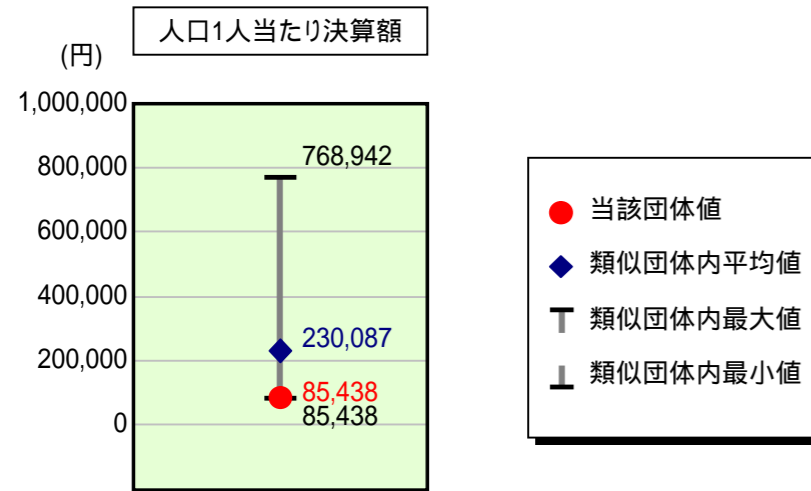 人口1人当たり決算額
(円)
1,000,000
800,000
600,000
400,000
200,000
0
768,942
230,087
85,438
85,438
当該団体値
類似団体内平均値
類似団体内最大値
類似団体内最小値